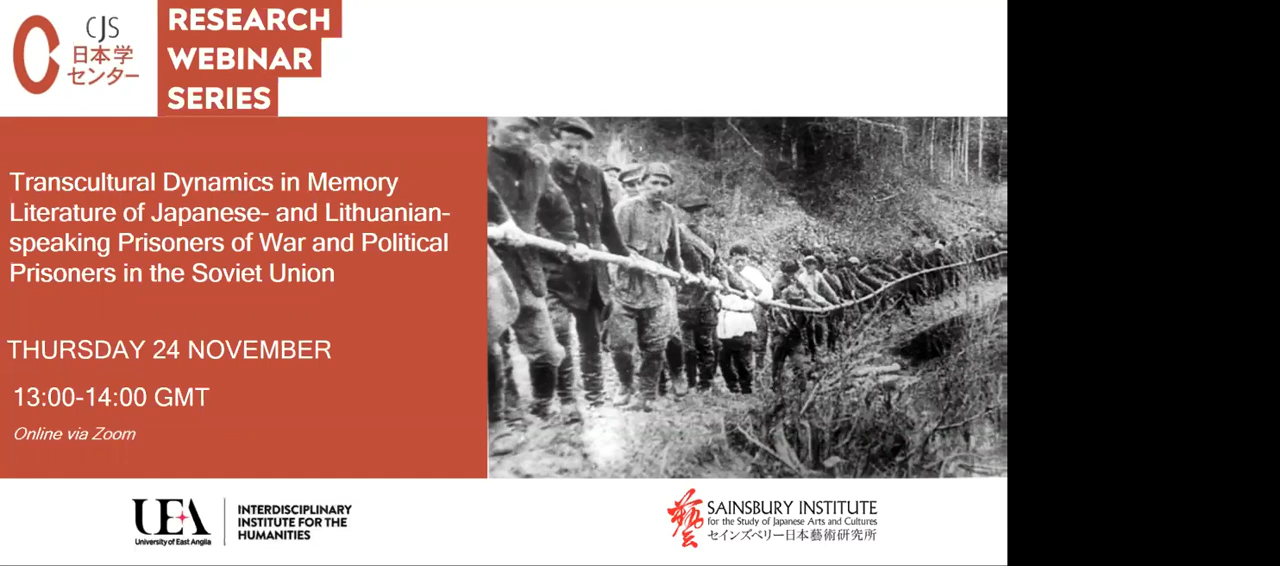 CJS
日本学
センター
RESEARCH
WEBINAR
SERIES
Transcultural Dynamics in Memory
Literature of Japanese- and Lithuanian-
speaking Prisoners of War and Political
Prisoners in the Soviet Union
THURSDAY 24 NOVEMBER
13:00-14:00 GMT
Online via Zoom
UEA
University of East Anglia
INTERDISCIPLINARY
INSTITUTE FOR THE
HUMANITIES
藝
SAINSBURY INSTITUTE
for the Study of Japanese Arts and Cultures
セインズベリー日本藝術研究所